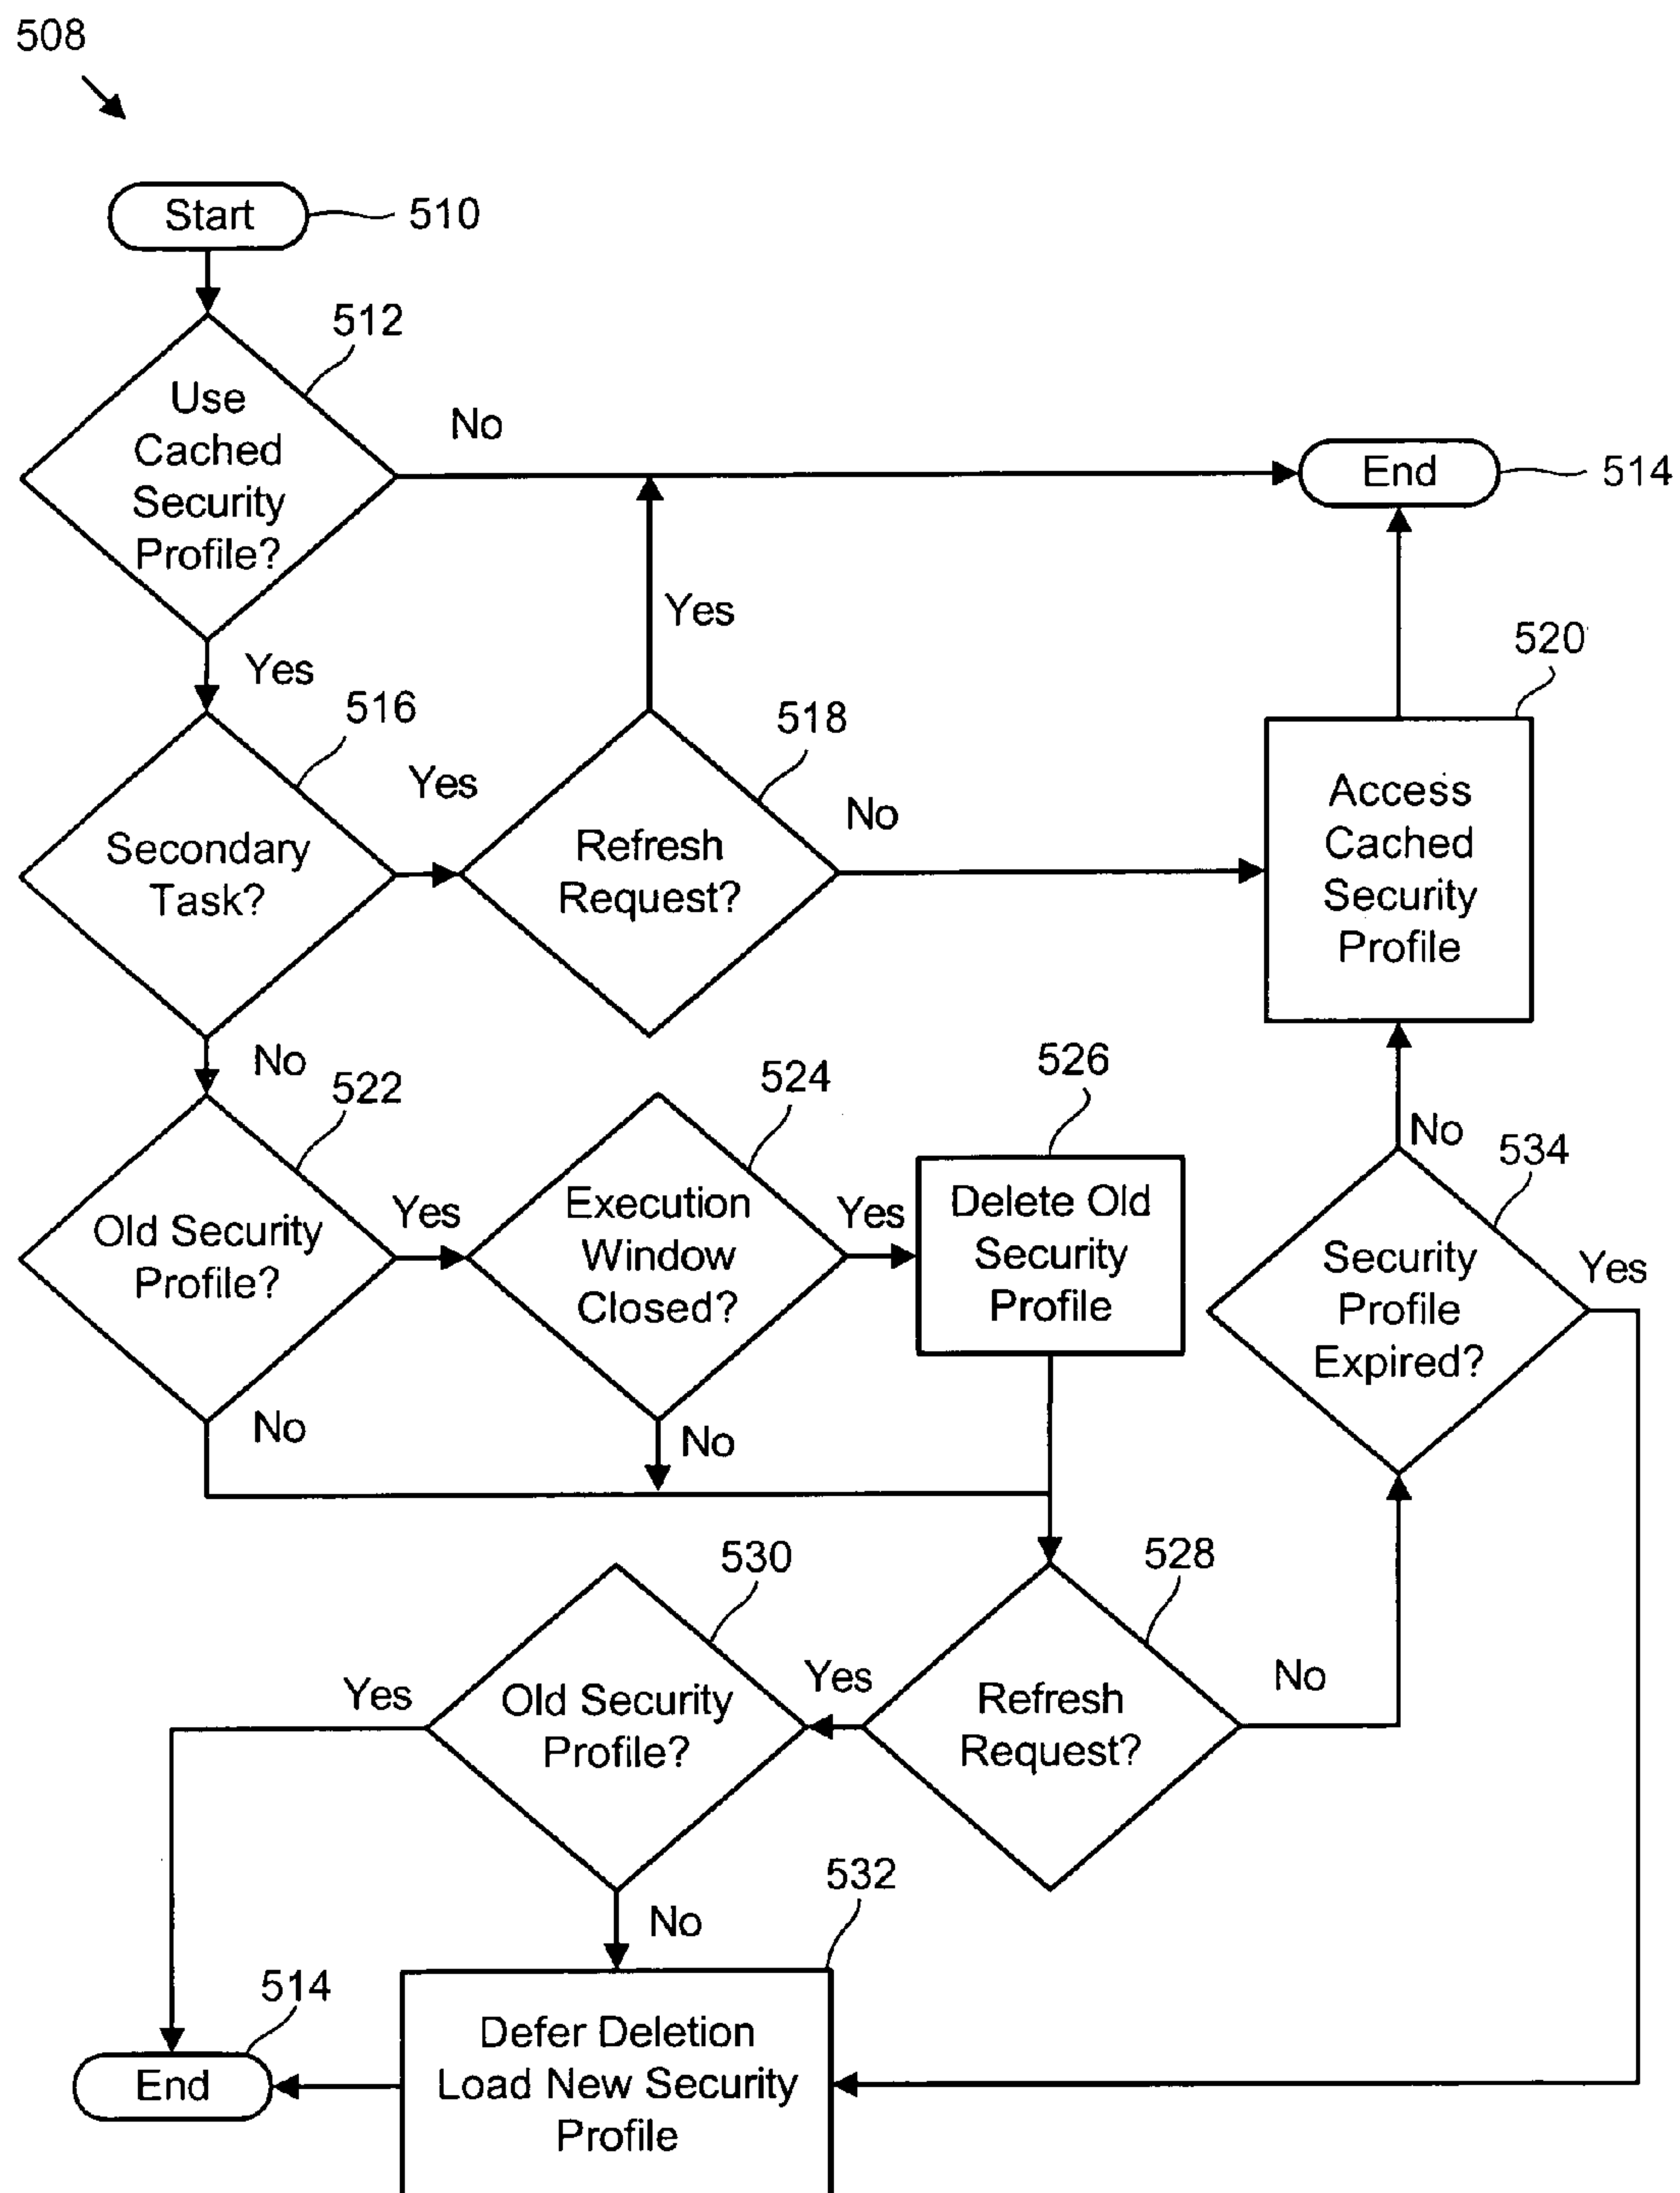 508
Start
510
512
Use
Cached
Security
Profile?
No
End
514
Yes
Yes
520
516
518
Yes
No
Secondary
Task?
Refresh
Request?
Access
Cached
Security
Profile
No
522
524
526
No
534
Old Security
Profile?
Yes
Execution
Window
Closed?
Yes
Delete Old
Security
Profile
Security
Profile
Expired?
Yes
No
No
530
528
Yes
Old Security
Profile?
Yes
Refresh
Request?
No
532
No
514
End
Defer Deletion
Load New Security
Profile